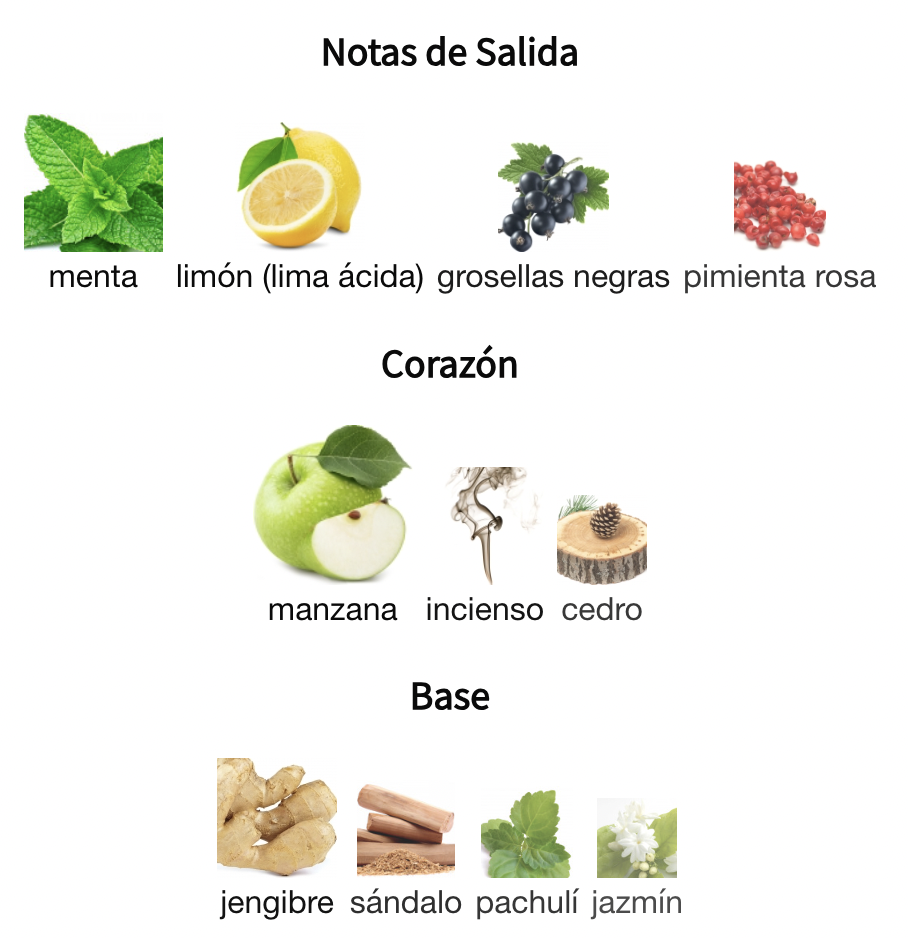 Notas de Salida
menta limón (lima ácida) grosellas negras pimienta rosa
Corazón
manzana incienso cedro
Base
jengibre sándalo pachulí jazmín